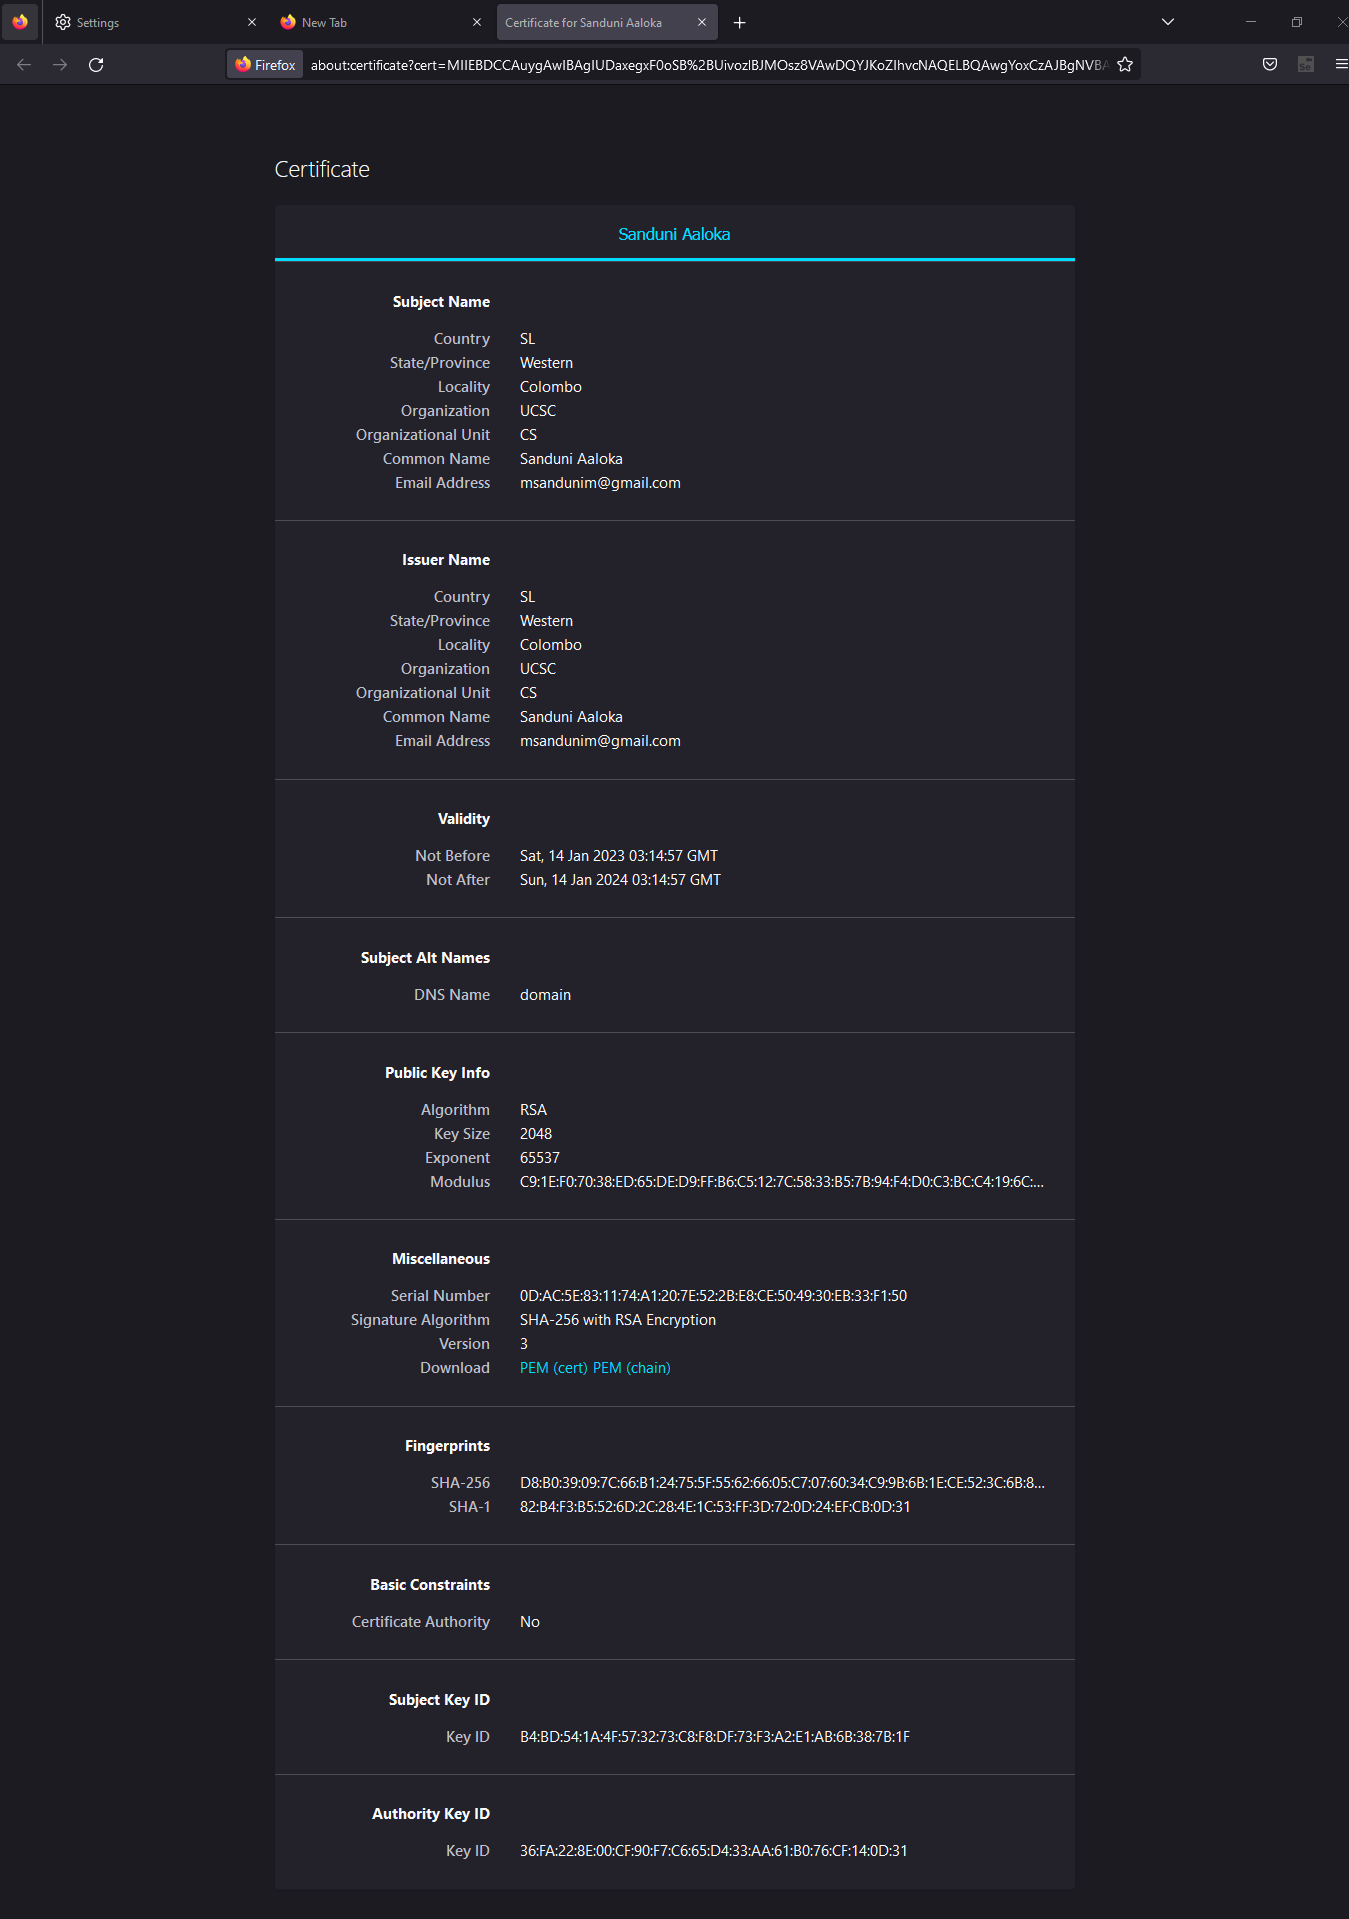 Settings
New Tab
Certificate for Sanduni Aaloka
Firefox about:certificate?cert=MIIEBDCCAuygAwIBAgIUDaxegxF0oSB%2BUivozlBJMOsz8VAwDQYJKoZIhvcNAQELBQAwgYoxCzAJBgNVBA
Certificate
Sanduni Aaloka
Subject Name
Country SL
State/Province Western
Locality Colombo
Organization UCSC
Organizational Unit CS
Common Name Sanduni Aaloka
Email Address msandunim@gmail.com
Issuer Name
Country SL
State/Province Western
Locality Colombo
Organization UCSC
Organizational Unit CS
Common Name Sanduni Aaloka
Email Address msandunim@gmail.com
Validity
Not Before Sat, 14 Jan 2023 03:14:57 GMT
Not After Sun, 14 Jan 2024 03:14:57 GMT
Subject Alt Names
DNS Name domain
Public Key Info
Algorithm RSA
Key Size 2048
Exponent 65537
Modulus C9:1E:F0:70:38:ED:65:DE:D9:FF:B6:C5:12:7C:58:33:B5:7B:94:F4:D0:C3:BC:C4:19:6C:...
Miscellaneous
Serial Number 0D:AC:5E:83:11:74:A1:20:7E:52:2B:E8:CE:50:49:30:EB:33:F1:50
Signature Algorithm SHA-256 with RSA Encryption
Version 3
Download PEM (cert) PEM (chain)
Fingerprints
SHA-256 D8:B0:39:09:7C:66:B1:24:75:5F:55:62:66:05:C7:07:60:34:C9:9B:6B:1E:CE:52:3C:6B:8...
SHA-1 82:B4:F3:B5:52:6D:2C:28:4E:1C:53:FF:3D:72:0D:24:EF:CB:0D:31
Basic Constraints
Certificate Authority No
Subject Key ID
Key ID B4:BD:54:1A:4F:57:32:73:C8:F8:DF:73:F3:A2:E1:AB:6B:38:7B:1F
Authority Key ID
Key ID 36:FA:22:8E:00:CF:90:F7:C6:65:D4:33:AA:61:B0:76:CF:14:0D:31